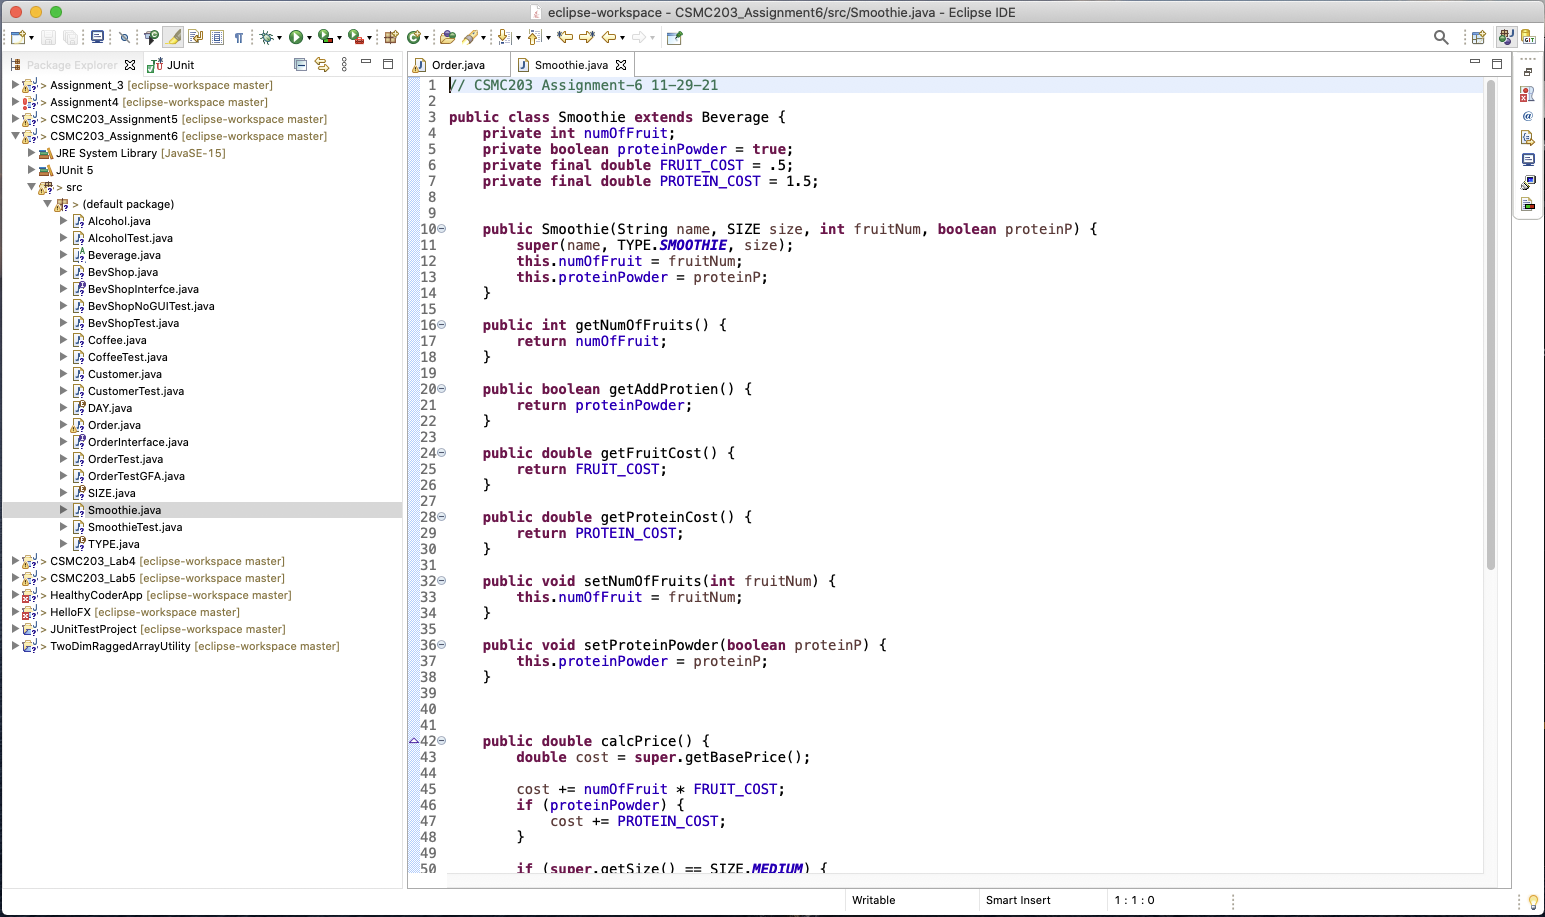 eclipse-workspace - CSMC203_Assignment6/src/Smoothie.java - Eclipse IDE
Package Explorer
JUnit
> Assignment_3 [eclipse-workspace master]
> Assignment4 [eclipse-workspace master]
> CSMC203_Assignment5 [eclipse-workspace master]
> CSMC203_Assignment6 [eclipse-workspace master]
JRE System Library [JavaSE-15]
JUnit 5
> src
> (default package)
Alcohol.java
AlcoholTest.java
Beverage.java
BevShop.java
BevShopInterfce.java
BevShopNoGUITest.java
BevShopTest.java
Coffee.java
CoffeeTest.java
Customer.java
CustomerTest.java
DAY.java
Order.java
OrderInterface.java
OrderTest.java
OrderTestGFA.java
SIZE.java
Smoothie.java
SmoothieTest.java
TYPE.java
> CSMC203_Lab4 [eclipse-workspace master]
> CSMC203_Lab5 [eclipse-workspace master]
> HealthyCoderApp [eclipse-workspace master]
> HelloFX [eclipse-workspace master]
> JUnitTestProject [eclipse-workspace master]
> TwoDimRaggedArrayUtility [eclipse-workspace master]
Order.java
Smoothie.java
1 // CSMC203 Assignment-6 11-29-21
2
3 public class Smoothie extends Beverage {
4 private int numOfFruit;
5 private boolean proteinPowder = true;
6 private final double FRUIT_COST = .5;
7 private final double PROTEIN_COST = 1.5;
8
9
10 public Smoothie(String name, SIZE size, int fruitNum, boolean proteinP) {
11 super(name, TYPE.SMOOTHIE, size);
12 this.numOfFruit = fruitNum;
13 this.proteinPowder = proteinP;
14 }
15
16 public int getNumOfFruits() {
17 return numOfFruit;
18 }
19
20 public boolean getAddProtien() {
21 return proteinPowder;
22 }
23
24 public double getFruitCost() {
25 return FRUIT_COST;
26 }
27
28 public double getProteinCost() {
29 return PROTEIN_COST;
30 }
31
32 public void setNumOfFruits(int fruitNum) {
33 this.numOfFruit = fruitNum;
34 }
35
36 public void setProteinPowder(boolean proteinP) {
37 this.proteinPowder = proteinP;
38 }
39
40
41
42 public double calcPrice() {
43 double cost = super.getBasePrice();
44
45 cost += numOfFruit * FRUIT_COST;
46 if (proteinPowder) {
47 cost += PROTEIN_COST;
48 }
49
50 if (super.getSize() == SIZE.MEDIUM) {
Writable
Smart Insert
1 : 1 : 0